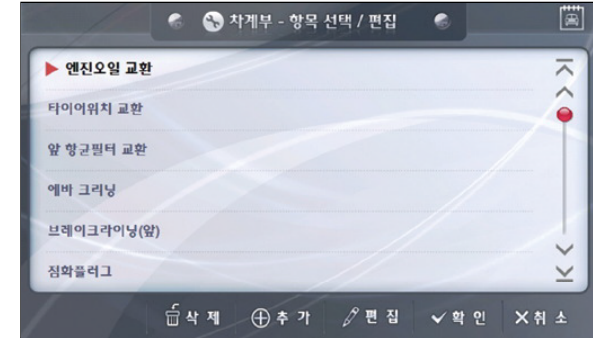 차계부 - 항목 선택 / 편집
엔진오일 교환
타이어위치 교환
앞 항균필터 교환
에바 크리닝
브레이크라이닝(앞)
점화플러그
삭 제 추 가 편 집 확 인 취 소